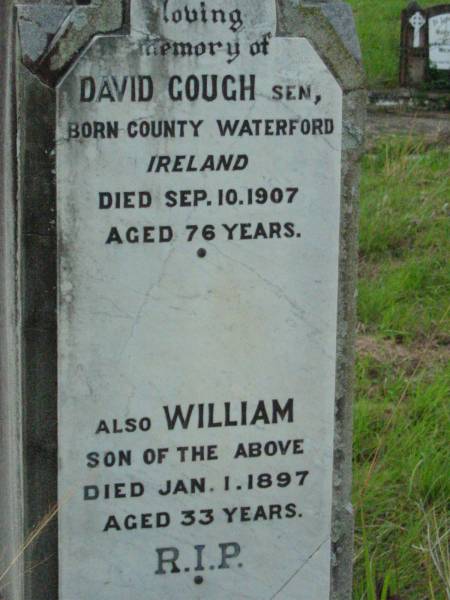 loving
memory of
DAVID GOUGH SEN,
BORN COUNTY WATERFORD
IRELAND
DIED SEP. 10. 1907
AGED 76 YEARS.
ALSO WILLIAM
SON OF THE ABOVE
DIED JAN. 1. 1897
AGED 33 YEARS.
R.I.P.